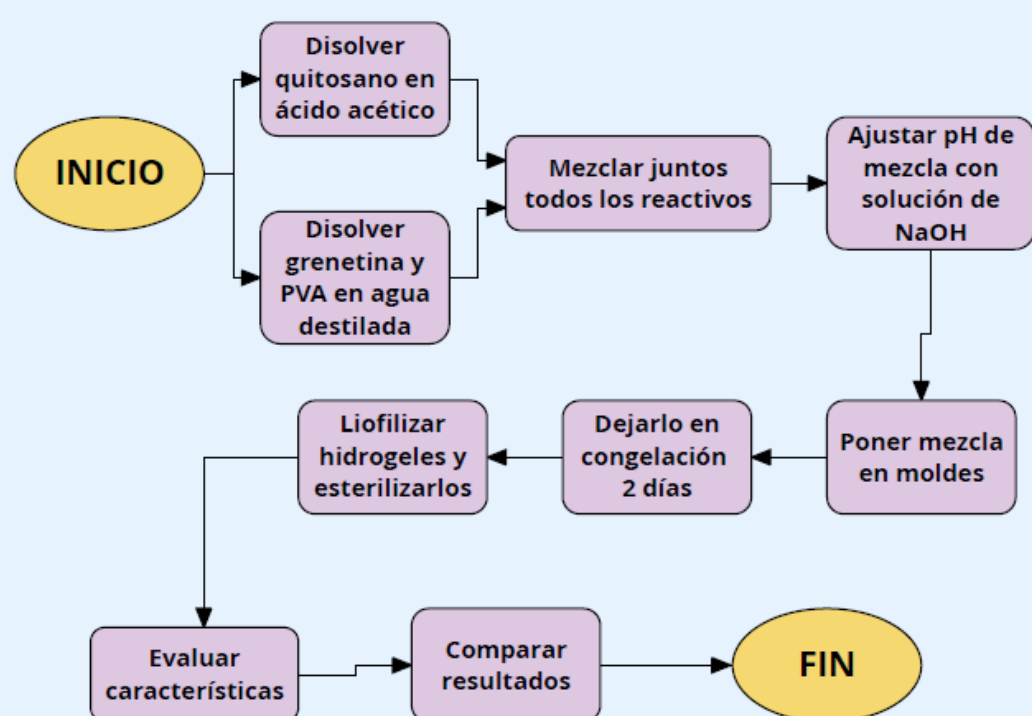 INICIO
Disolver
quitosano en
ácido acético
Disolver
grenetina y
PVA en agua
destilada
Mezclar juntos
todos los reactivos
Ajustar pH de
mezcla con
solución de
NaOH
Poner mezcla
en moldes
Dejarlo en
congelación
2 días
Liofilizar
hidrogeles y
esterilizarlos
Evaluar
características
Comparar
resultados
FIN